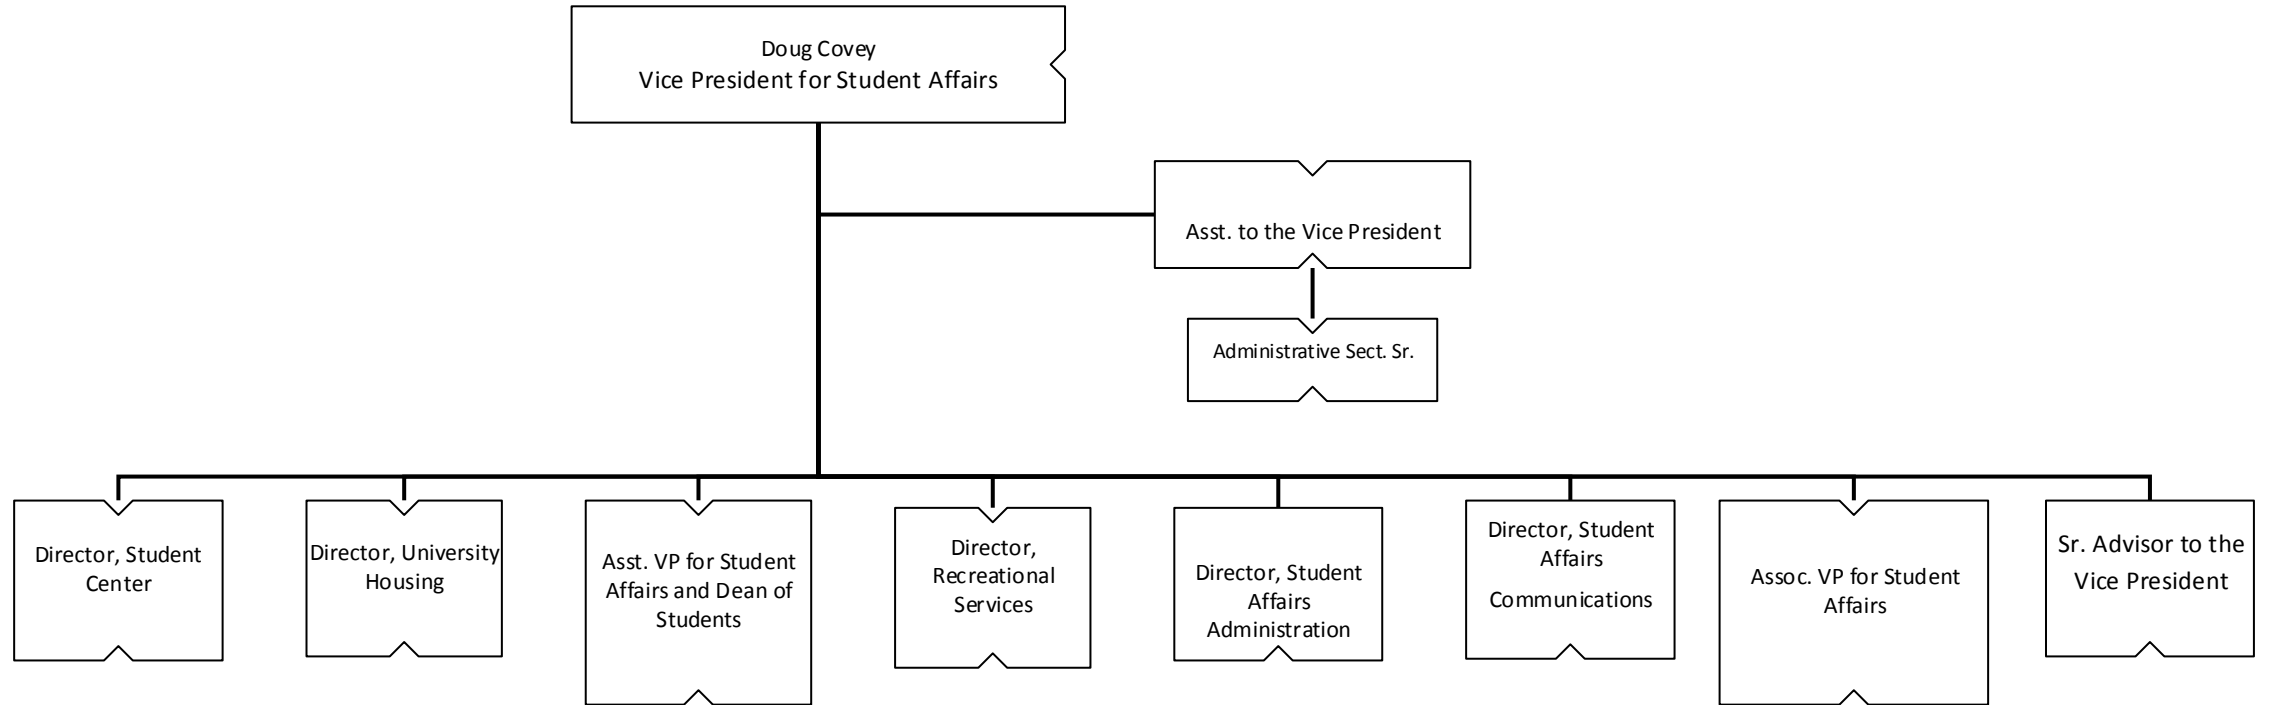 Doug Covey
Vice President for Student Affairs
Asst. to the Vice President
Administrative Sect. Sr.
Director, Student
Center
Director, University
Housing
Asst. VP for Student
Affairs and Dean of
Students
Director,
Recreational
Services
Director, Student
Affairs
Administration
Director, Student
Affairs
Communications
Assoc. VP for Student
Affairs
Sr. Advisor to the
Vice President